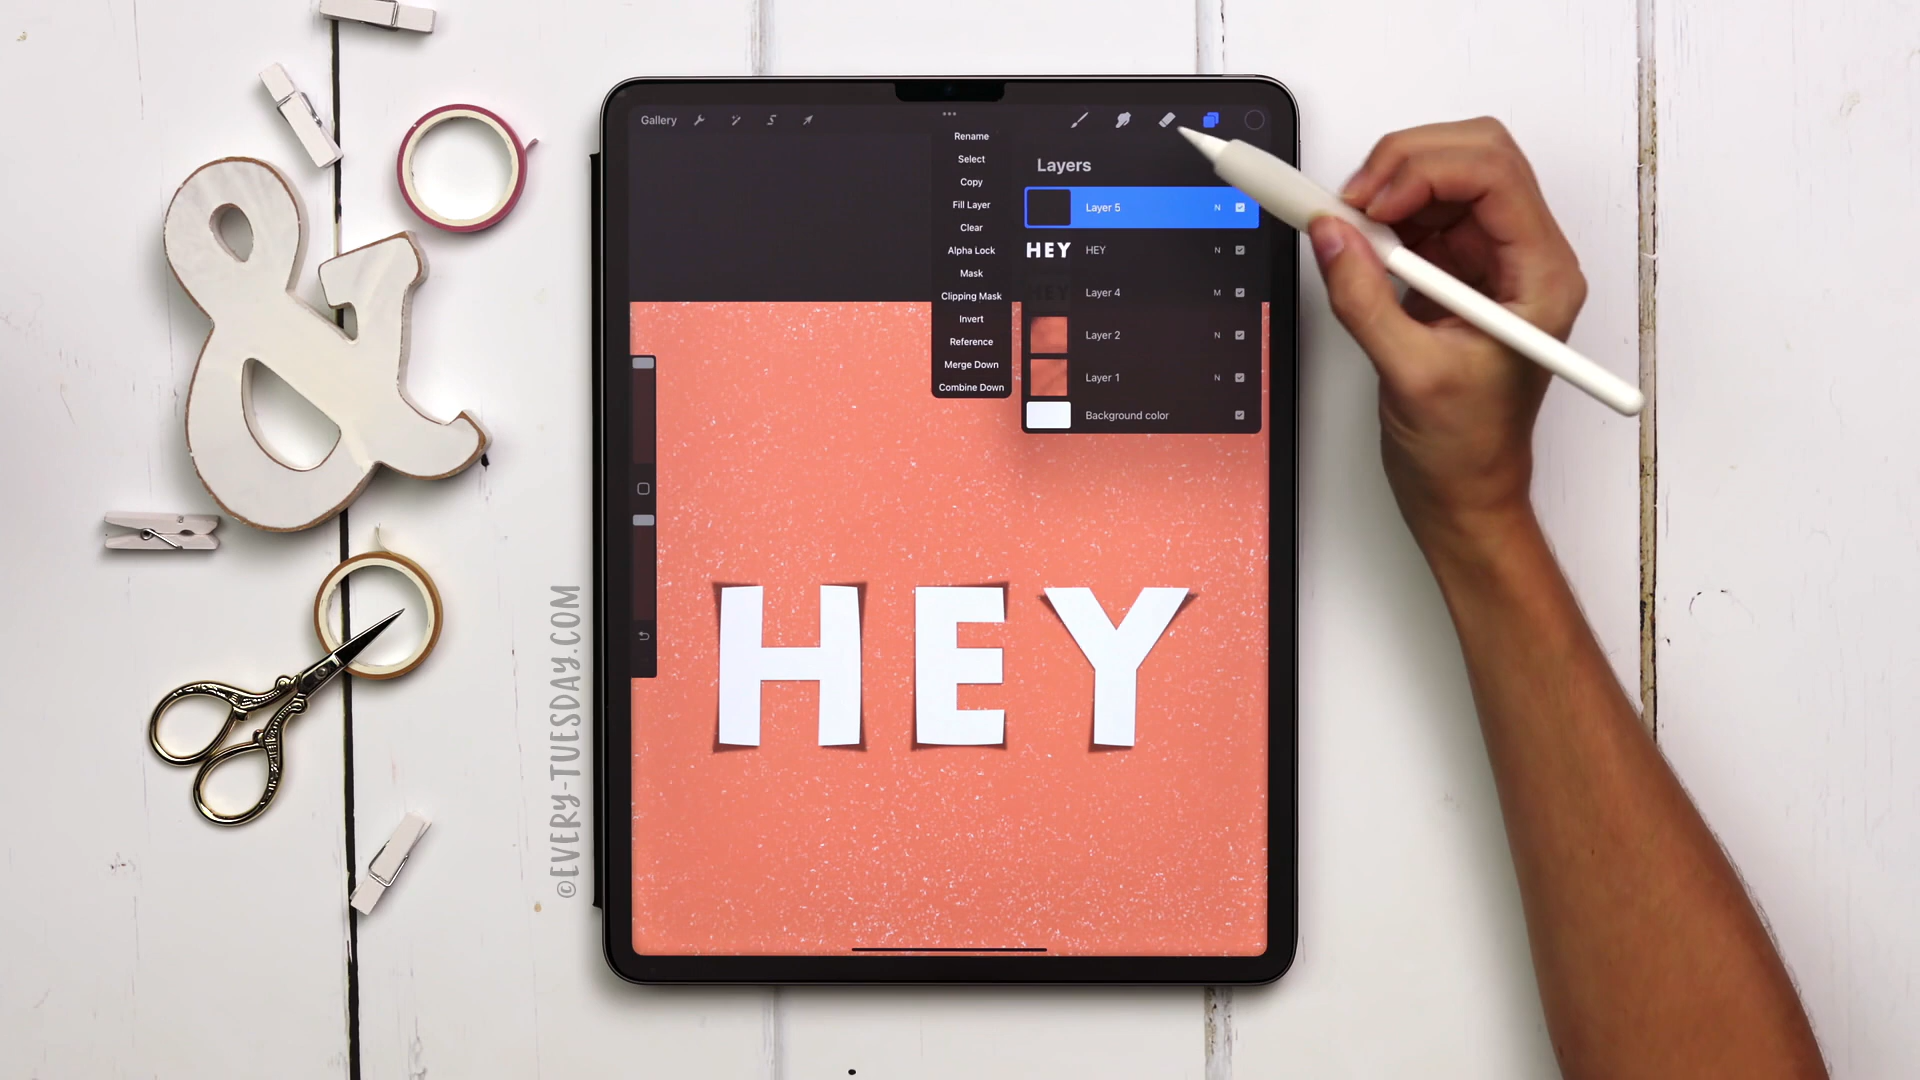 Gallery
Rename
Select
Copy
Fill Layer
Clear
Alpha Lock
Mask
Clipping Mask
Invert
Reference
Merge Down
Combine Down
Layers
Layer 5 N
HEY HEY N
HEY Layer 4 M
Layer 2 N
Layer 1 N
Background color
HEY
©EVERY-TUESDAY.COM
&